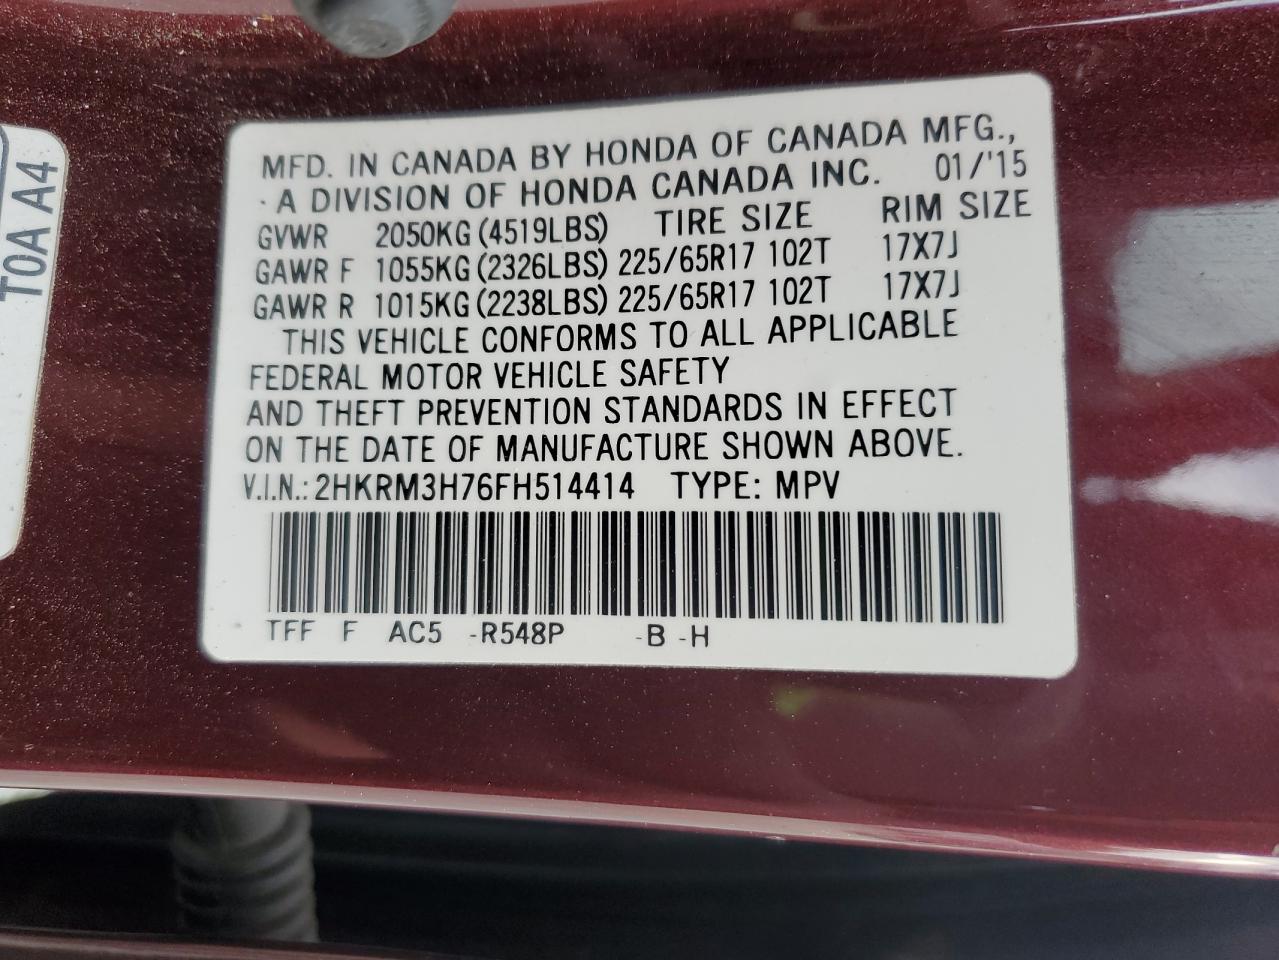 T0A A4
MFD. IN CANADA BY HONDA OF CANADA MFG.,
A DIVISION OF HONDA CANADA INC. 01/'15
GVWR 2050KG (4519LBS) TIRE SIZE RIM SIZE
GAWR F 1055KG (2326LBS) 225/65R17 102T 17X7J
GAWR R 1015KG (2238LBS) 225/65R17 102T 17X7J
THIS VEHICLE CONFORMS TO ALL APPLICABLE
FEDERAL MOTOR VEHICLE SAFETY
AND THEFT PREVENTION STANDARDS IN EFFECT
ON THE DATE OF MANUFACTURE SHOWN ABOVE.
V.I.N.: 2HKRM3H76FH514414 TYPE: MPV
TFF F AC5 -R548P -B -H